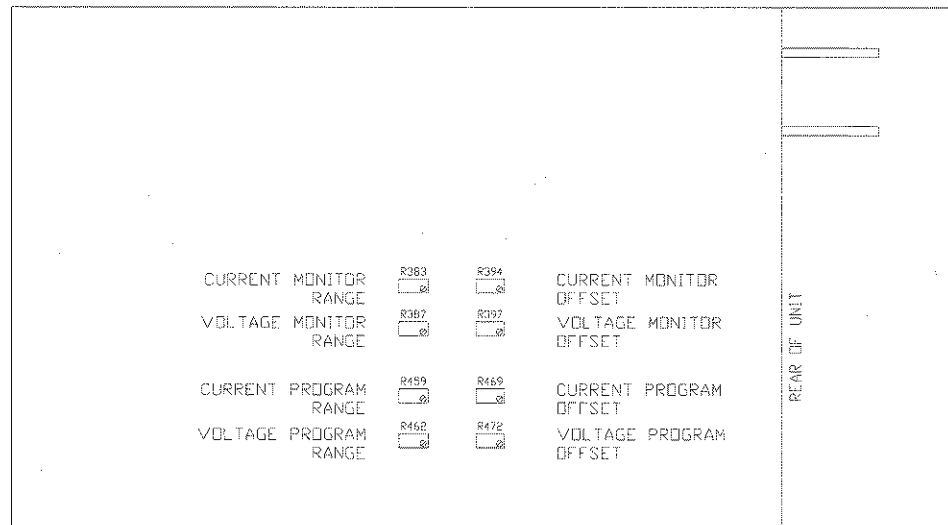 R383 R394
CURRENT MONITOR CURRENT MONITOR
RANGE OFFSET
R387 R397
VOLTAGE MONITOR VOLTAGE MONITOR
RANGE OFFSET
R459 R469
CURRENT PROGRAM CURRENT PROGRAM
RANGE OFFSET
R462 R472
VOLTAGE PROGRAM VOLTAGE PROGRAM
RANGE OFFSET
REAR OF UNIT